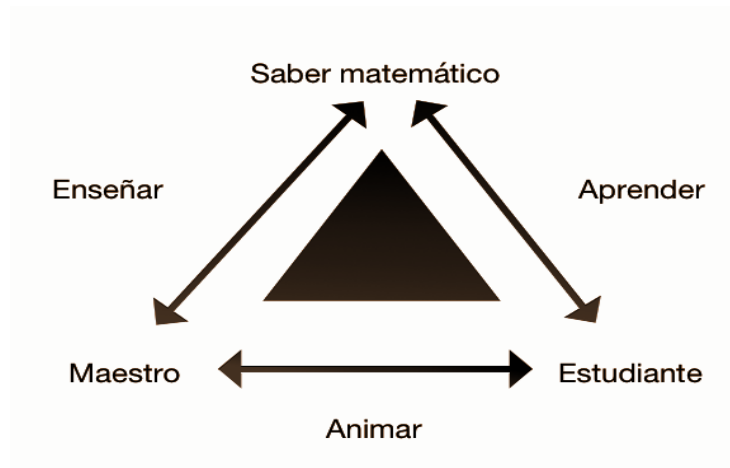 Saber matemático
Enseñar
Aprender
Maestro
Estudiante
Animar